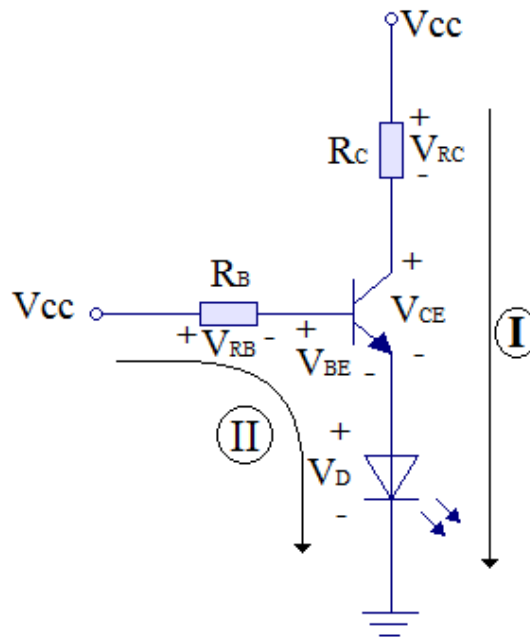 Vcc
+
RC
VRC
-
RB
+
Vcc
VCE
+
VRB
-
+
VBE
-
-
I
II
+
VD
-